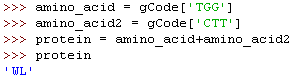 >>> amino_acid = gCode['TGG']
>>> amino_acid2 = gCode['CTT']
>>> protein = amino_acid+amino_acid2
>>> protein
'WL'